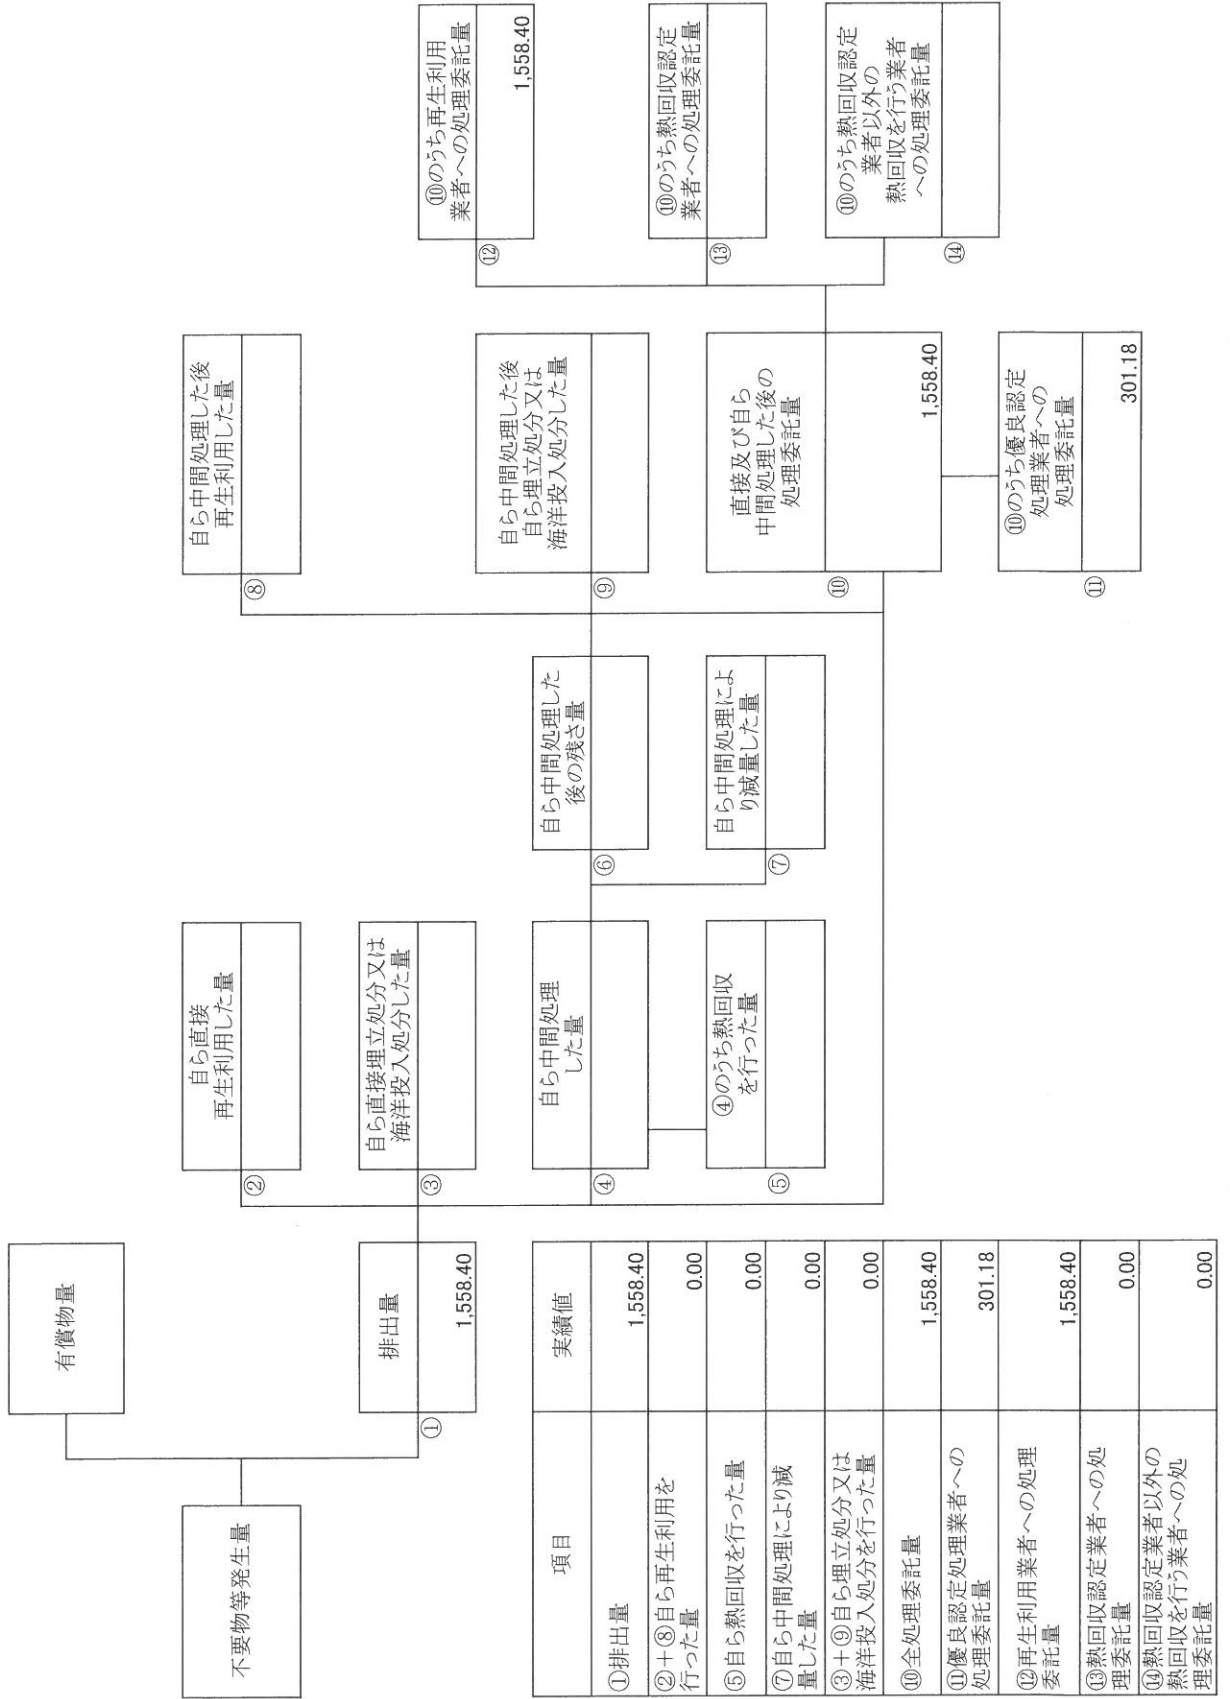 有償物量
不要物等発生量
排出量
①
1,558.40
自ら直接
再生利用した量
②
自ら直接埋立処分又は
海洋投入処分した量
③
自ら中間処理
した量
④
④のうち熱回収
を行った量
⑤
自ら中間処理した
後の残さ量
⑥
自ら中間処理によ
り減量した量
⑦
自ら中間処理した後
再生利用した量
⑧
自ら中間処理した後
自ら埋立処分又は
海洋投入処分した量
⑨
直接及び自ら
中間処理した後の
処理委託量
⑩
1,558.40
⑩のうち優良認定
処理業者への
処理委託量
⑪
301.18
⑩のうち再生利用
業者への処理委託量
⑫
1,558.40
⑩のうち熱回収認定
業者への処理委託量
⑬
⑩のうち熱回収認定
業者以外の
熱回収を行う業者
への処理委託量
⑭
項目 実績値
①排出量 1,558.40
②+⑧自ら再生利用を
行った量 0.00
⑤自ら熱回収を行った量 0.00
⑦自ら中間処理により減
量した量 0.00
③+⑨自ら埋立処分又は
海洋投入処分を行った量 0.00
⑩全処理委託量 1,558.40
⑪優良認定処理業者への
処理委託量 301.18
⑫再生利用業者への処理
委託量 1,558.40
⑬熱回収認定業者への処
理委託量 0.00
⑭熱回収認定業者以外の
熱回収を行う業者への処
理委託量 0.00